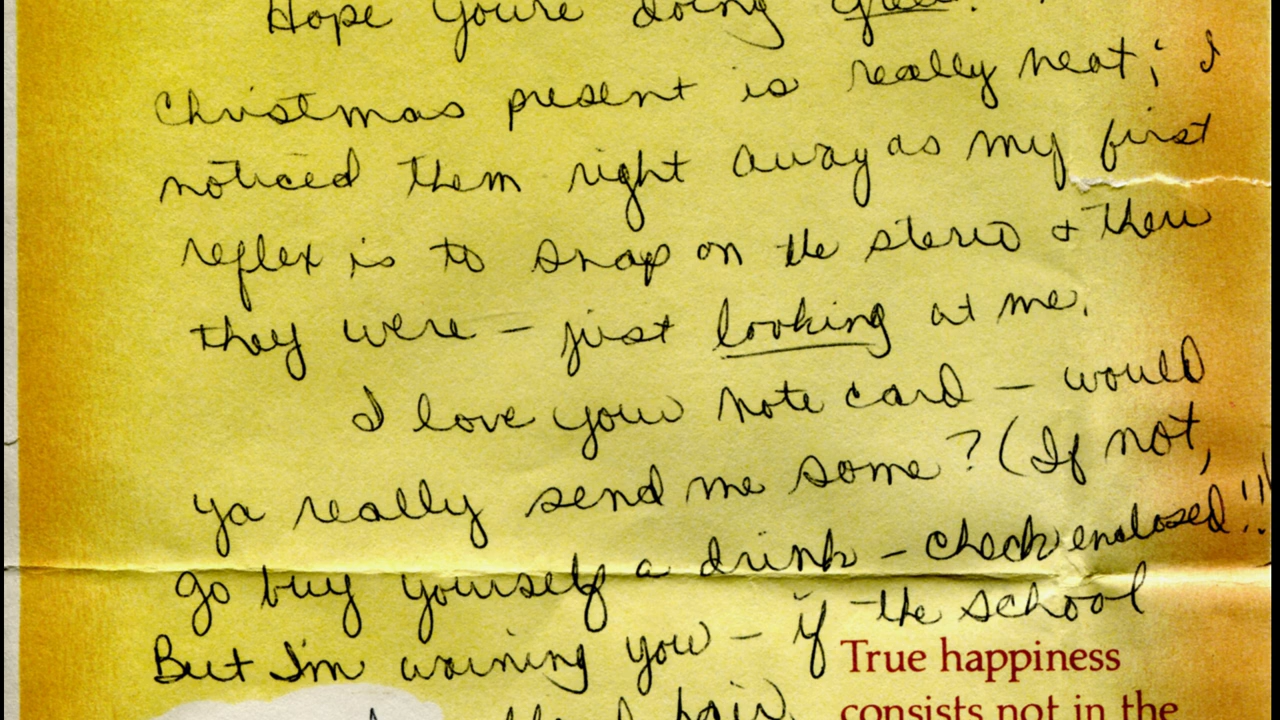 Hope you're doing great!
Christmas present is really neat; I
noticed them right away as my first
reflex is to snap on the stereo & there
they were – just looking at me.
I love your note card – would
ya really send me some? (If not,
go buy yourself a drink – check enclosed!!)
But I'm warning you – if the school
True happiness
hair
consists not in the